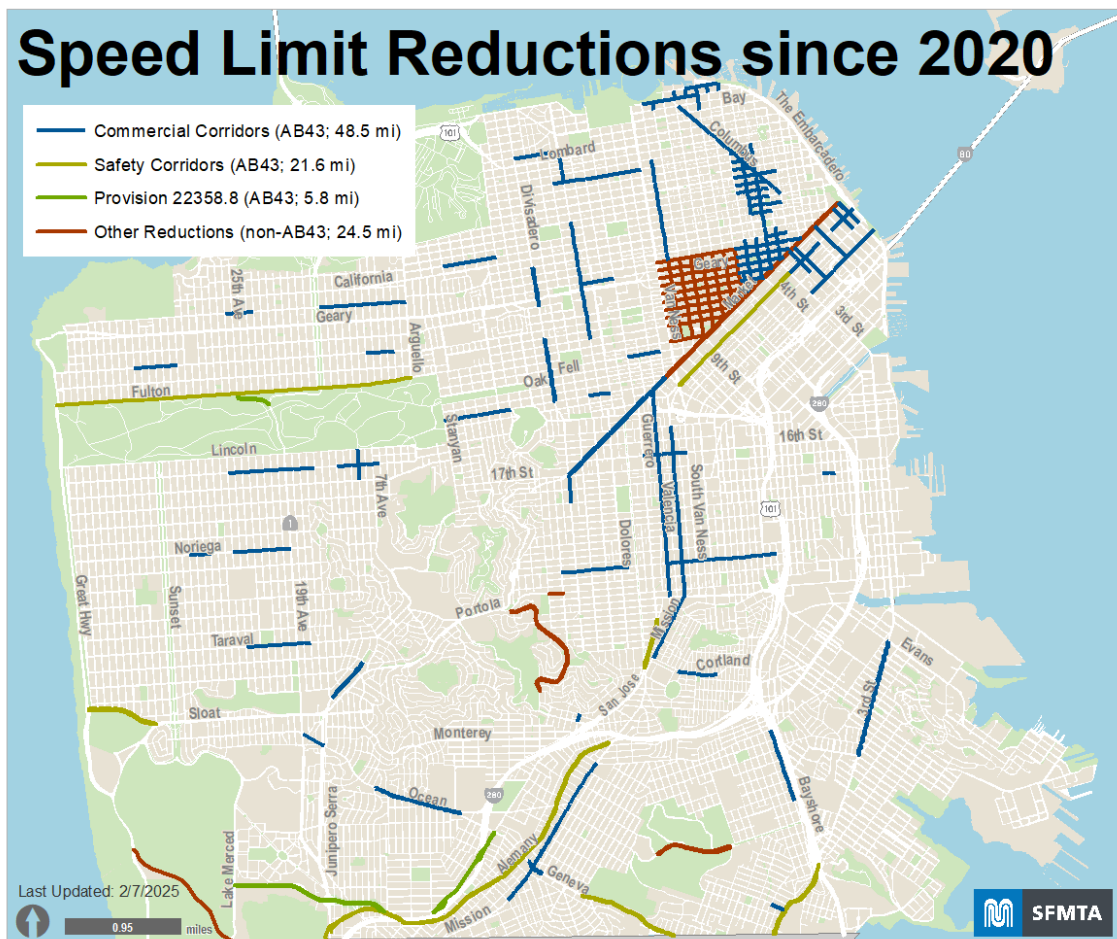 Speed Limit Reductions since 2020
Commercial Corridors (AB43; 48.5 mi)
Safety Corridors (AB43; 21.6 mi)
Provision 22358.8 (AB43; 5.8 mi)
Other Reductions (non-AB43; 24.5 mi)
101
Bay
The Embarcadero
Columbus
Lombard
80
Divisadero
25th Ave
California
Geary
Geary
Van Ness
Market
4th St
3rd St
Arguello
Fulton
Oak
Fell
9th St
280
Stanyan
Lincoln
7th Ave
17th St
Guerrero
16th St
Valencia
South Van Ness
101
1
Dolores
Noriega
Great Hwy
Sunset
19th Ave
Taraval
Portola
Mission
Cortland
Evans
3rd St
San Jose
Sloat
Monterey
Ocean
280
Junipero Serra
Bayshore
Alemany
Geneva
Lake Merced
Mission
Last Updated: 2/7/2025
0.95
miles
SFMTA